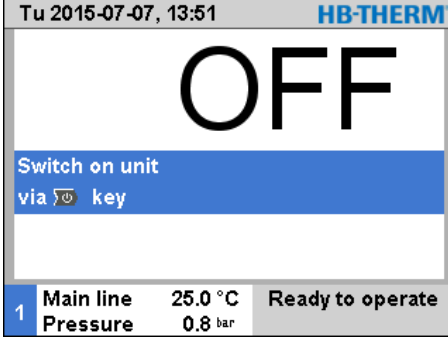 Tu 2015-07-07, 13:51 HB-THERM
OFF
Switch on unit
via key
1 Main line 25.0 °C Ready to operate
Pressure 0.8 bar